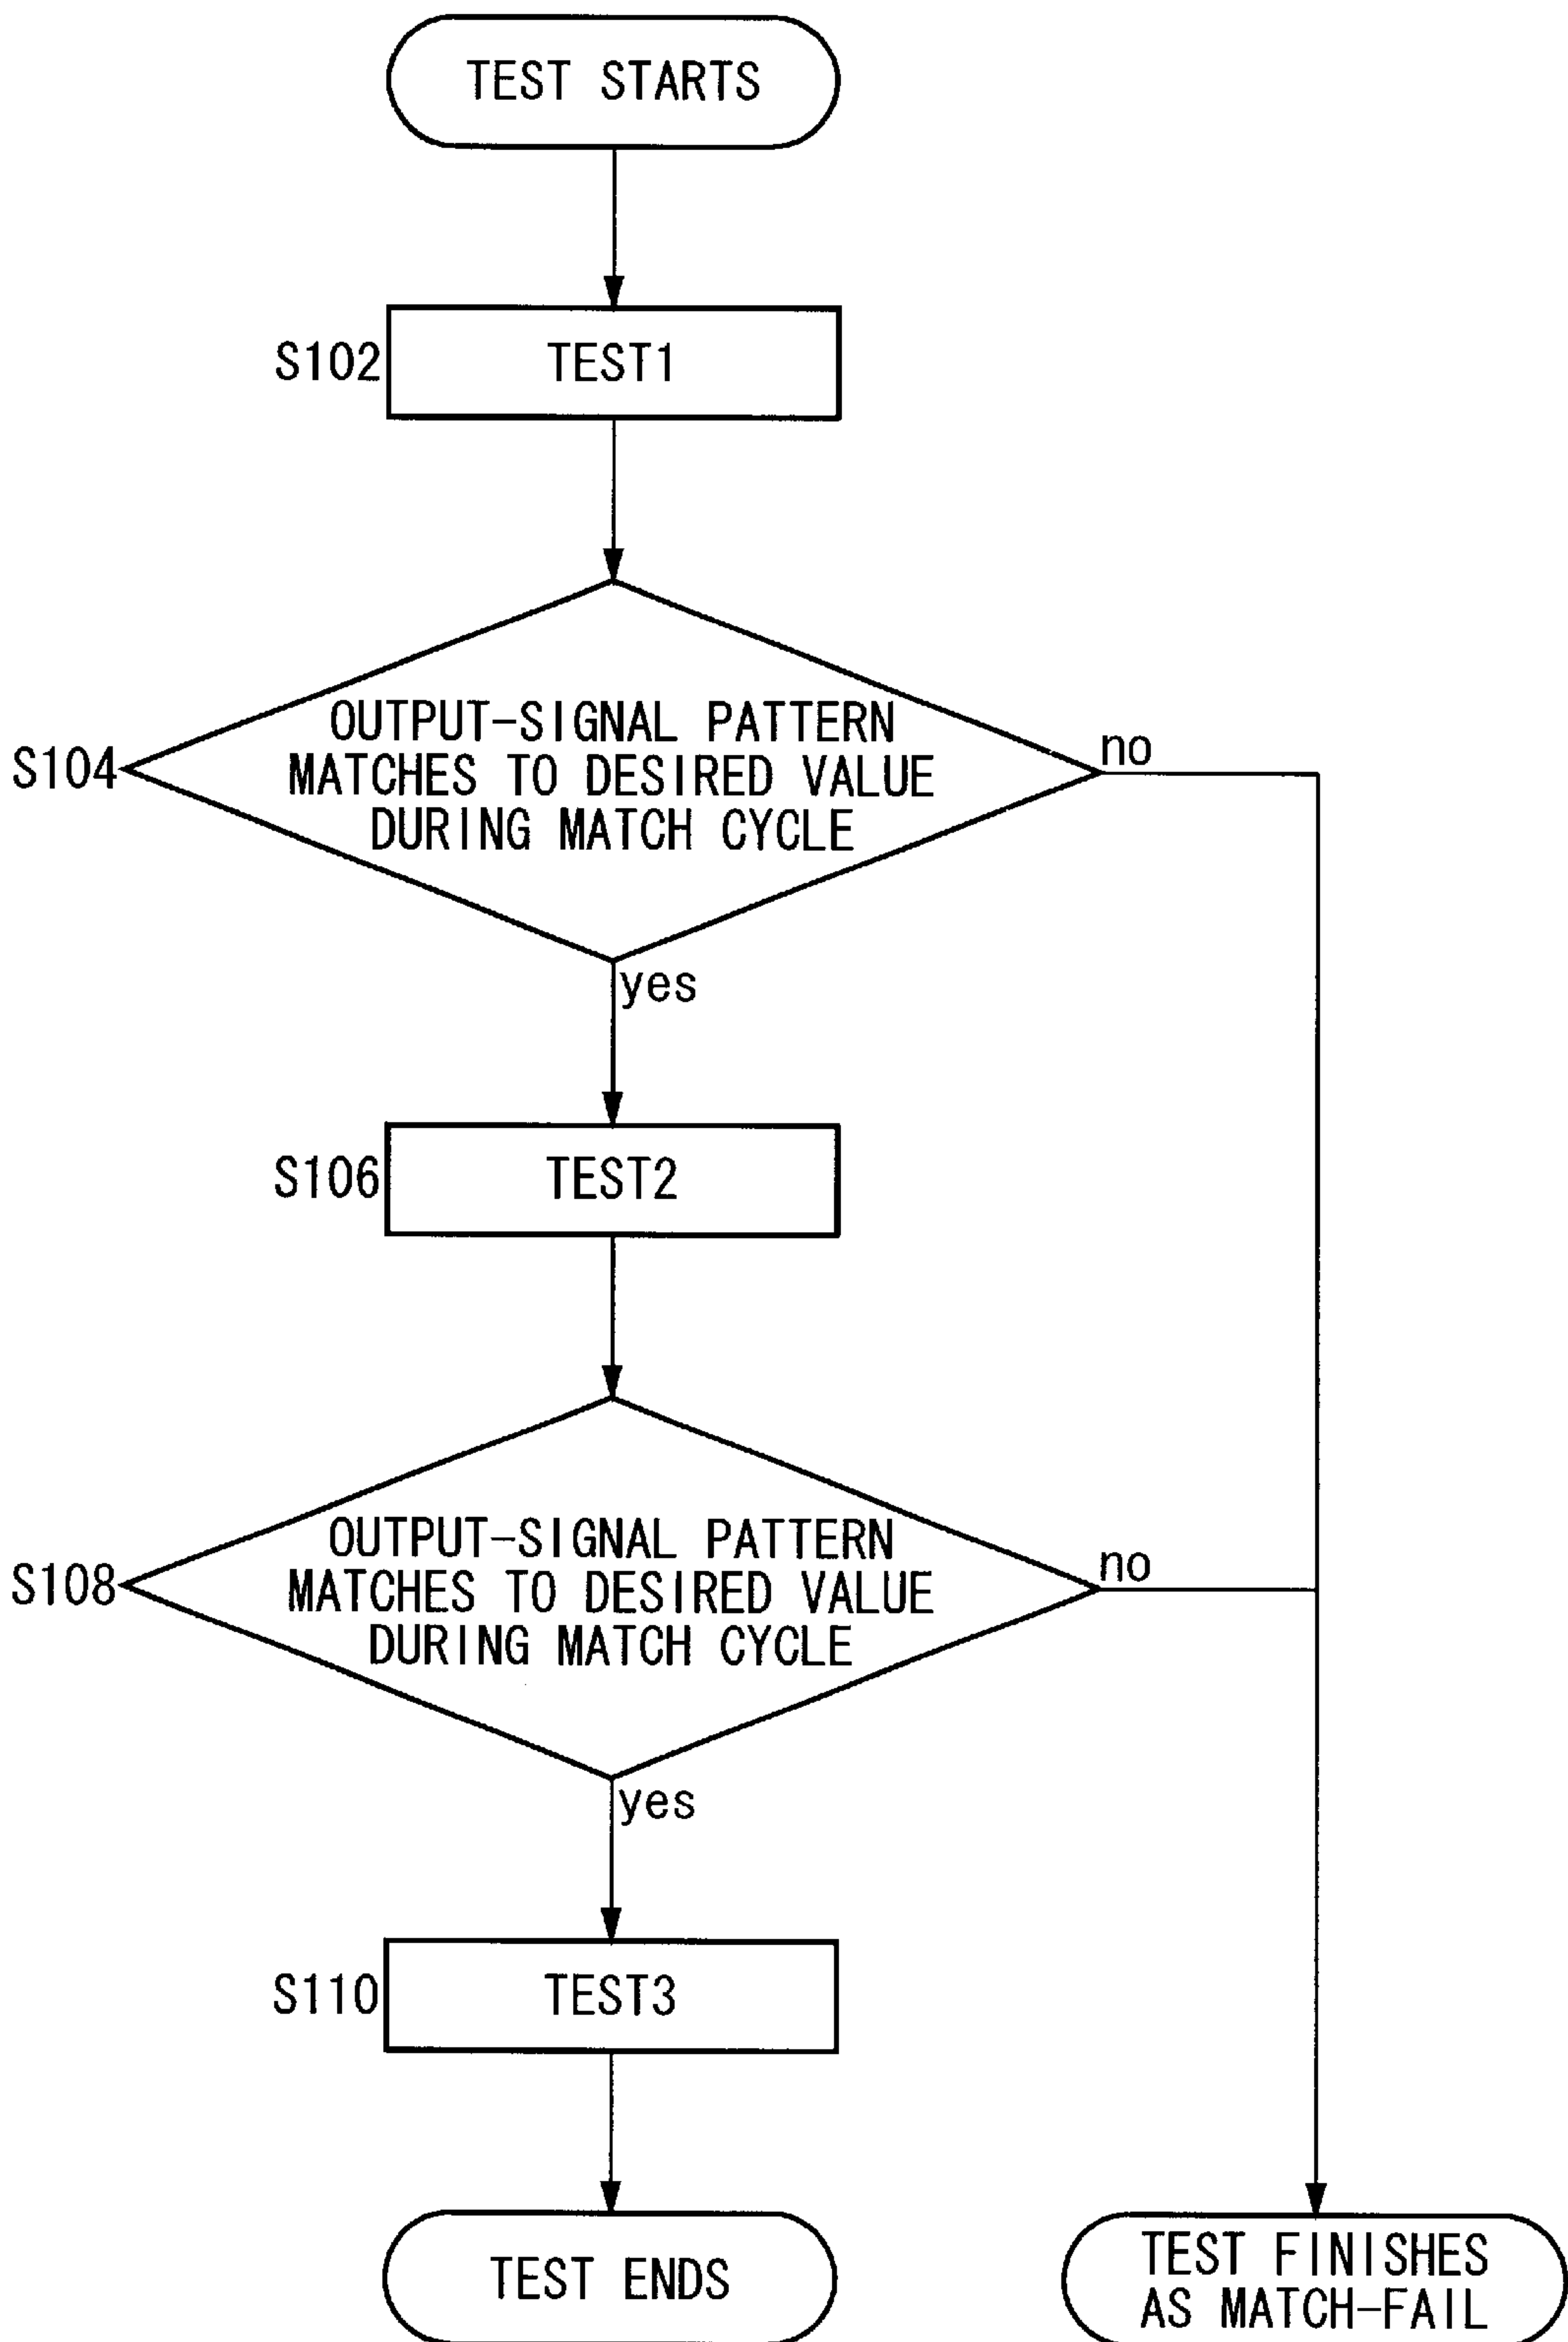 TEST STARTS
S102
TEST1
OUTPUT-SIGNAL PATTERN
MATCHES TO DESIRED VALUE
DURING MATCH CYCLE
S104
no
yes
S106
TEST2
OUTPUT-SIGNAL PATTERN
MATCHES TO DESIRED VALUE
DURING MATCH CYCLE
S108
no
yes
S110
TEST3
TEST ENDS
TEST FINISHES
AS MATCH-FAIL